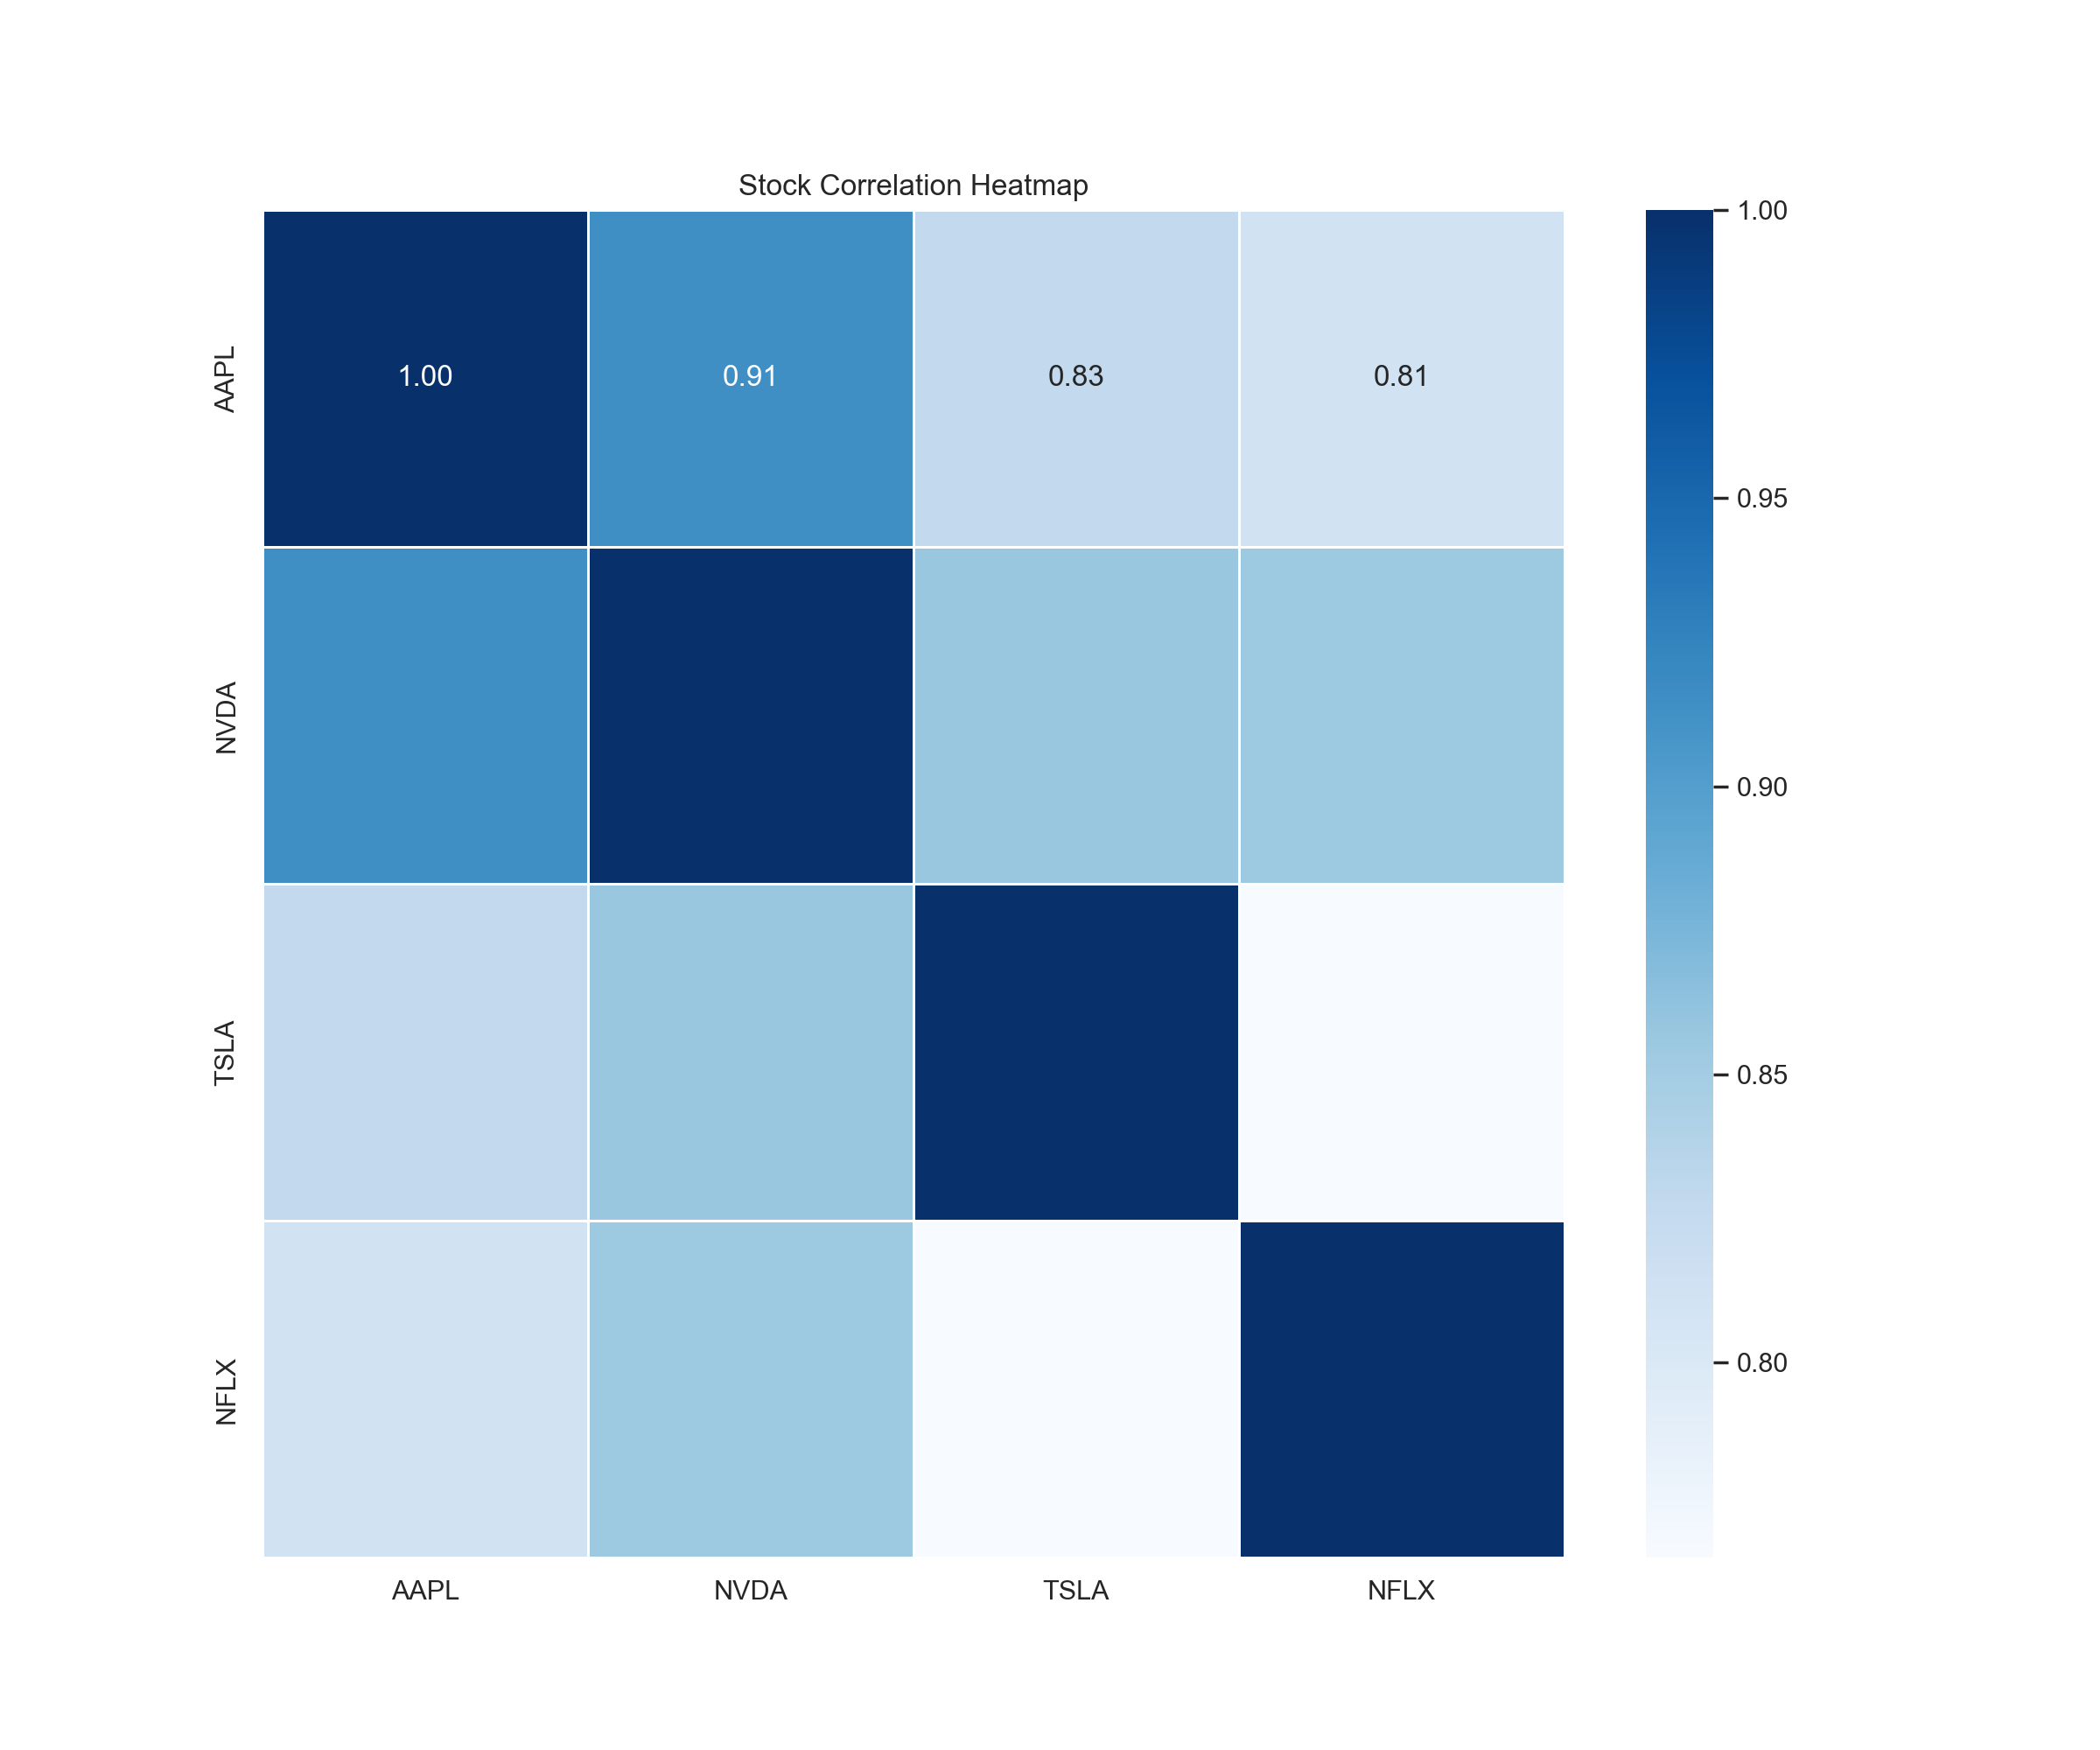 Stock Correlation Heatmap
AAPL 1.00 0.91 0.83 0.81
NVDA
TSLA
NFLX
AAPL NVDA TSLA NFLX
1.00
0.95
0.90
0.85
0.80